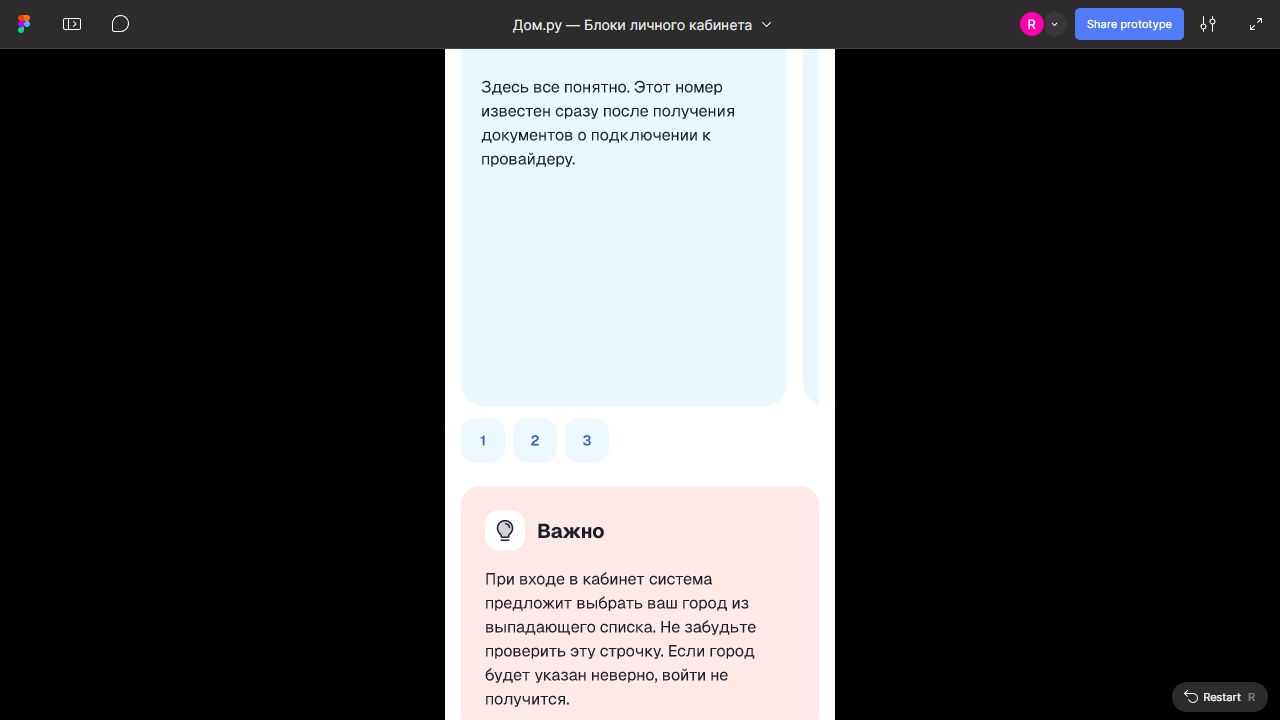 Дом.ру — Блоки личного кабинета
R
Share prototype
Здесь все понятно. Этот номер
известен сразу после получения
документов о подключении к
провайдеру.
1
2
3
Важно
При входе в кабинет система
предложит выбрать ваш город из
выпадающего списка. Не забудьте
проверить эту строчку. Если город
будет указан неверно, войти не
получится.
Restart R